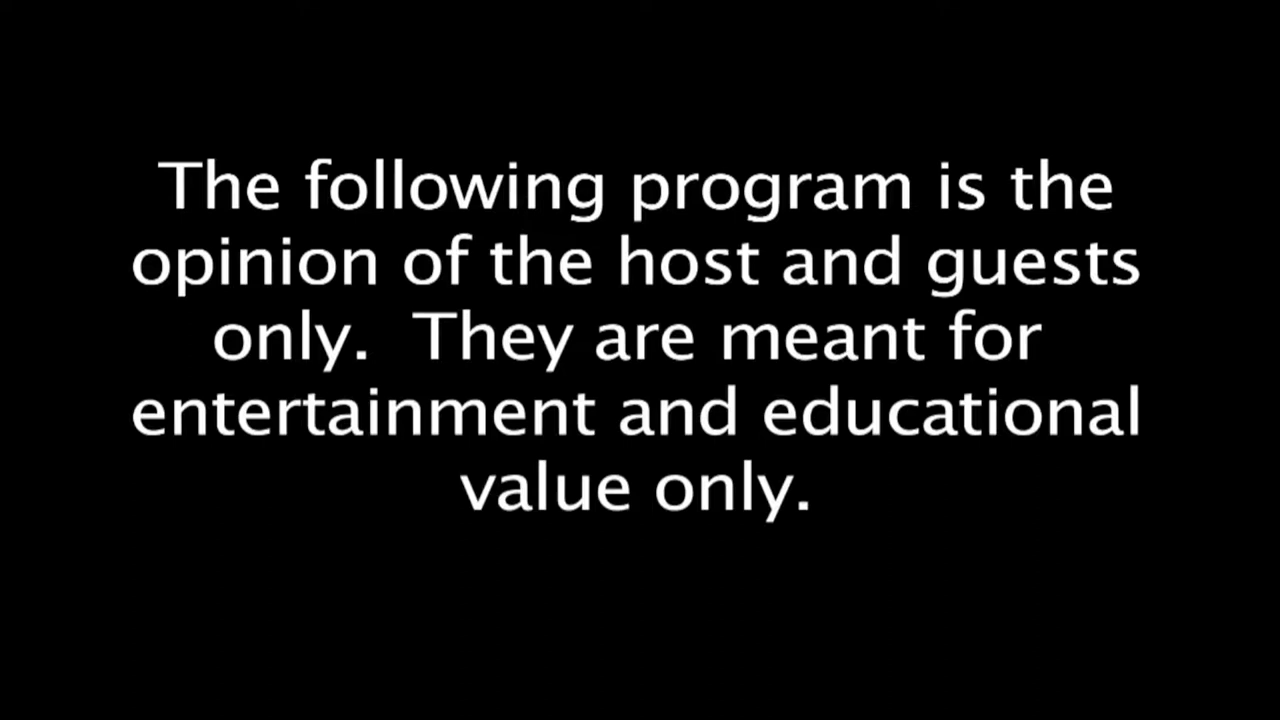 The following program is the
opinion of the host and guests
only.  They are meant for
entertainment and educational
value only.